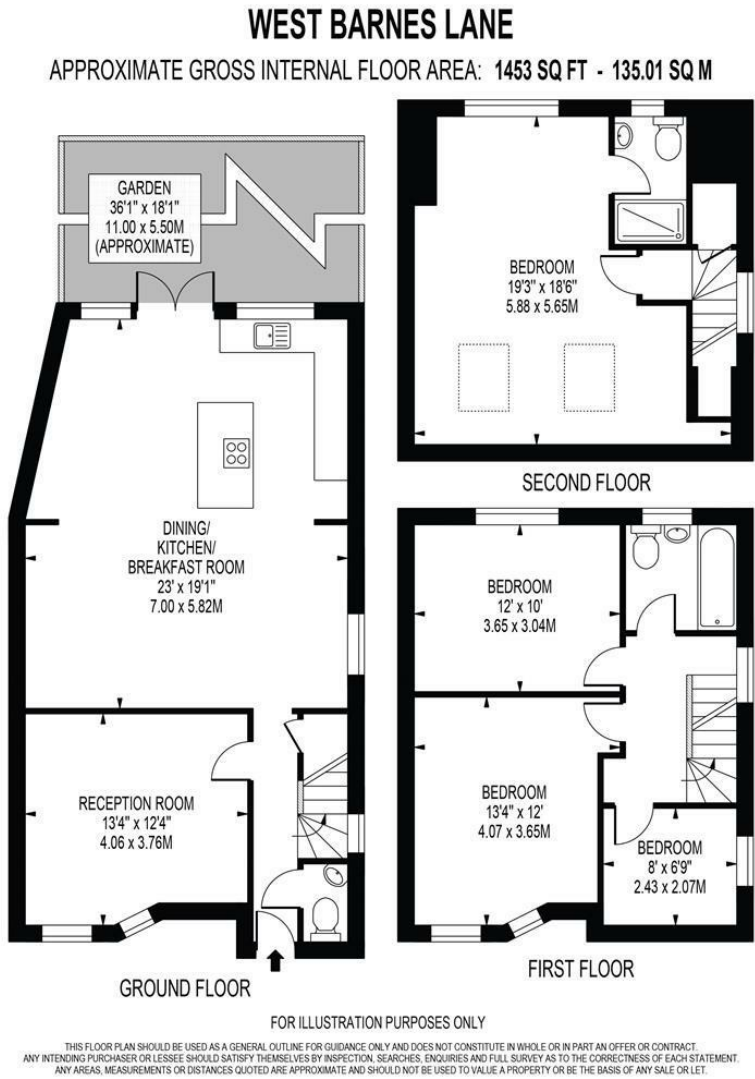 WEST BARNES LANE
APPROXIMATE GROSS INTERNAL FLOOR AREA: 1453 SQ FT - 135.01 SQ M
GARDEN
36'1" x 18'1"
11.00 x 5.50M
(APPROXIMATE)
DINING/
KITCHEN/
BREAKFAST ROOM
23' x 19'1"
7.00 x 5.82M
RECEPTION ROOM
13'4" x 12'4"
4.06 x 3.76M
GROUND FLOOR
BEDROOM
19'3" x 18'6"
5.88 x 5.65M
SECOND FLOOR
BEDROOM
12' x 10'
3.65 x 3.04M
BEDROOM
13'4" x 12'
4.07 x 3.65M
BEDROOM
8' x 6'9"
2.43 x 2.07M
FIRST FLOOR
FOR ILLUSTRATION PURPOSES ONLY
THIS FLOOR PLAN SHOULD BE USED AS A GENERAL OUTLINE FOR GUIDANCE ONLY AND DOES NOT CONSTITUTE IN WHOLE OR IN PART AN OFFER OR CONTRACT.
ANY INTENDING PURCHASER OR LESSEE SHOULD SATISFY THEMSELVES BY INSPECTION, SEARCHES, ENQUIRIES AND FULL SURVEY AS TO THE CORRECTNESS OF EACH STATEMENT.
ANY AREAS, MEASUREMENTS OR DISTANCES QUOTED ARE APPROXIMATE AND SHOULD NOT BE USED TO VALUE A PROPERTY OR BE THE BASIS OF ANY SALE OR LET.